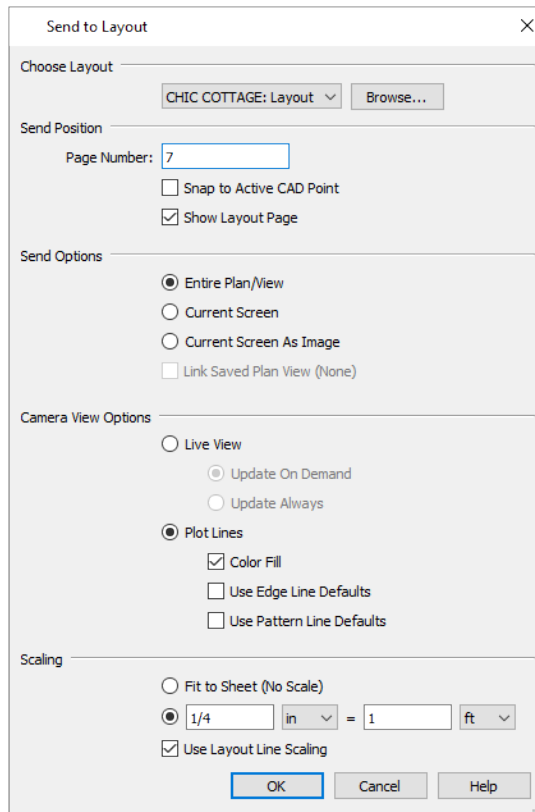 Send to Layout
Choose Layout
CHIC COTTAGE: Layout Browse...
Send Position
Page Number: 7
Snap to Active CAD Point
Show Layout Page
Send Options
Entire Plan/View
Current Screen
Current Screen As Image
Link Saved Plan View (None)
Camera View Options
Live View
Update On Demand
Update Always
Plot Lines
Color Fill
Use Edge Line Defaults
Use Pattern Line Defaults
Scaling
Fit to Sheet (No Scale)
1/4 in = 1 ft
Use Layout Line Scaling
OK Cancel Help